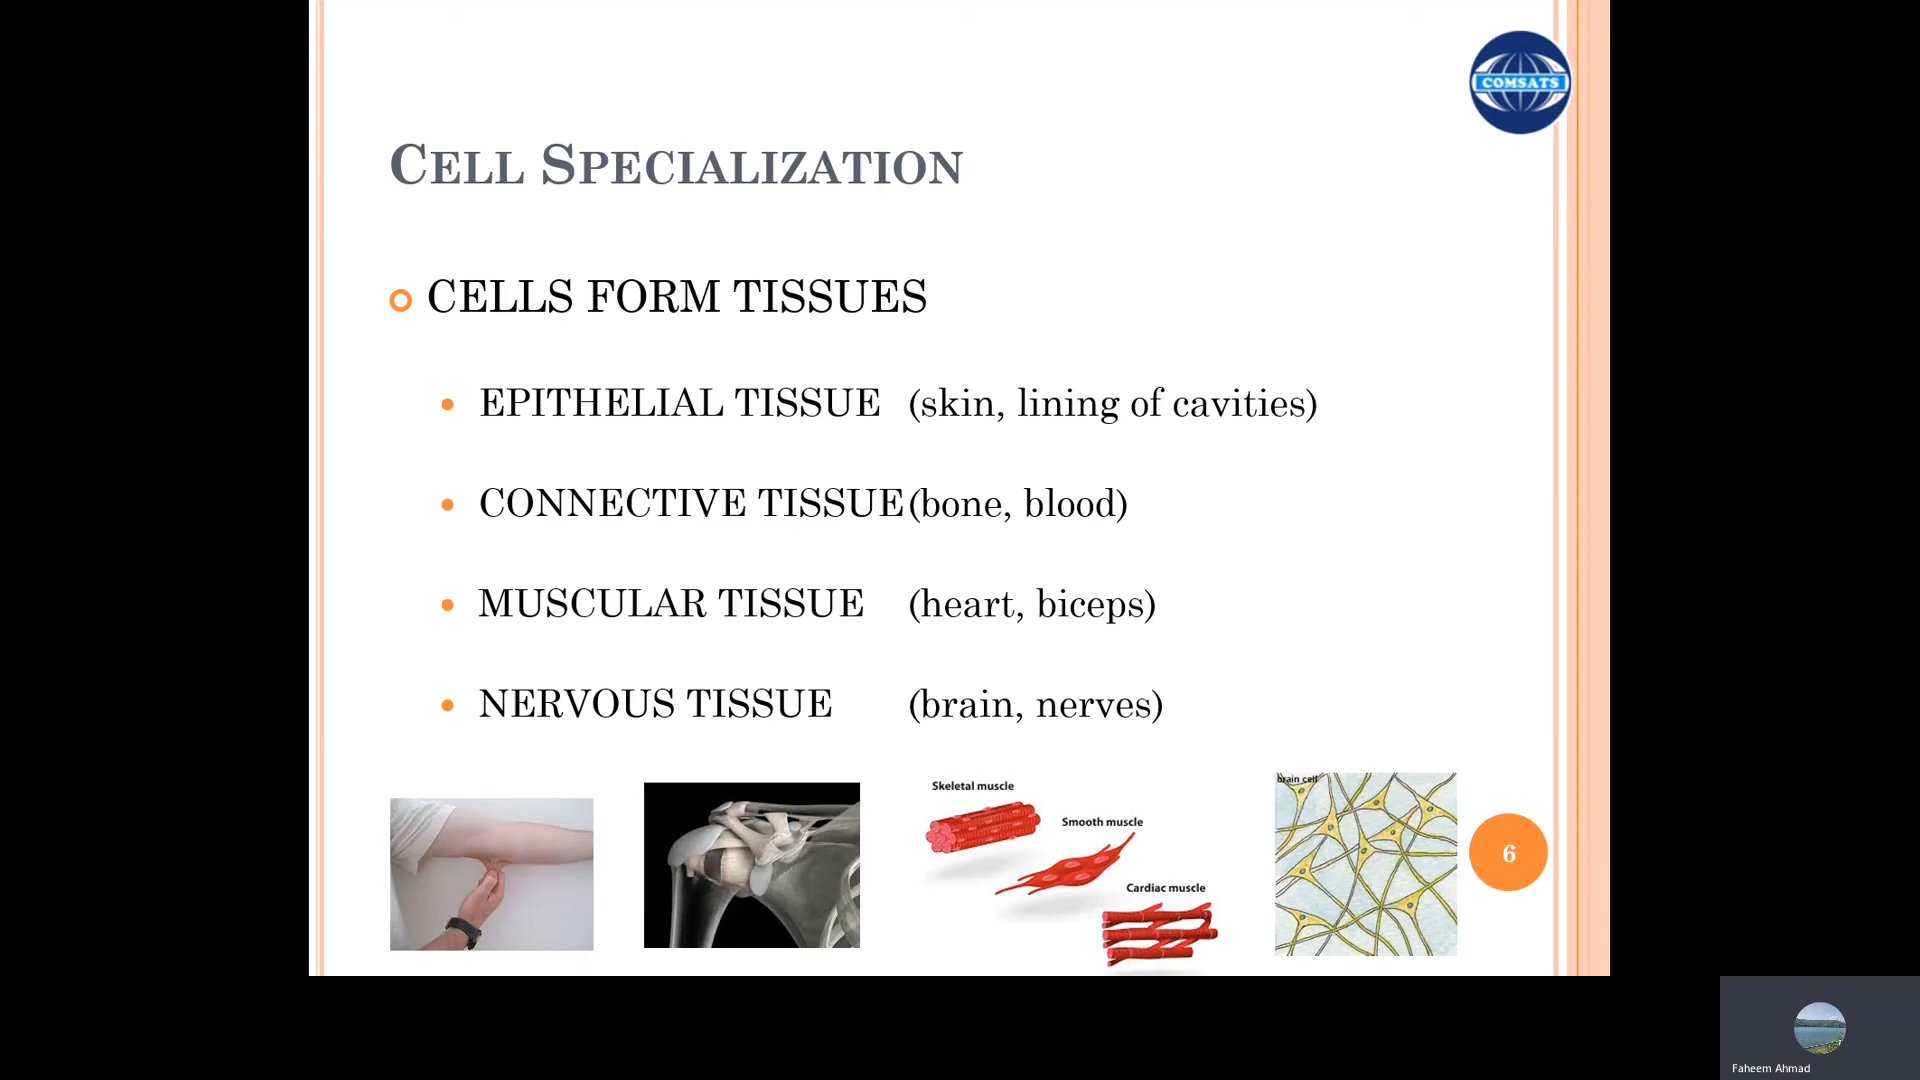 COMSATS
CELL SPECIALIZATION
CELLS FORM TISSUES
EPITHELIAL TISSUE (skin, lining of cavities)
CONNECTIVE TISSUE (bone, blood)
MUSCULAR TISSUE (heart, biceps)
NERVOUS TISSUE (brain, nerves)
Skeletal muscle
Smooth muscle
Cardiac muscle
brain cell
6
Faheem Ahmad